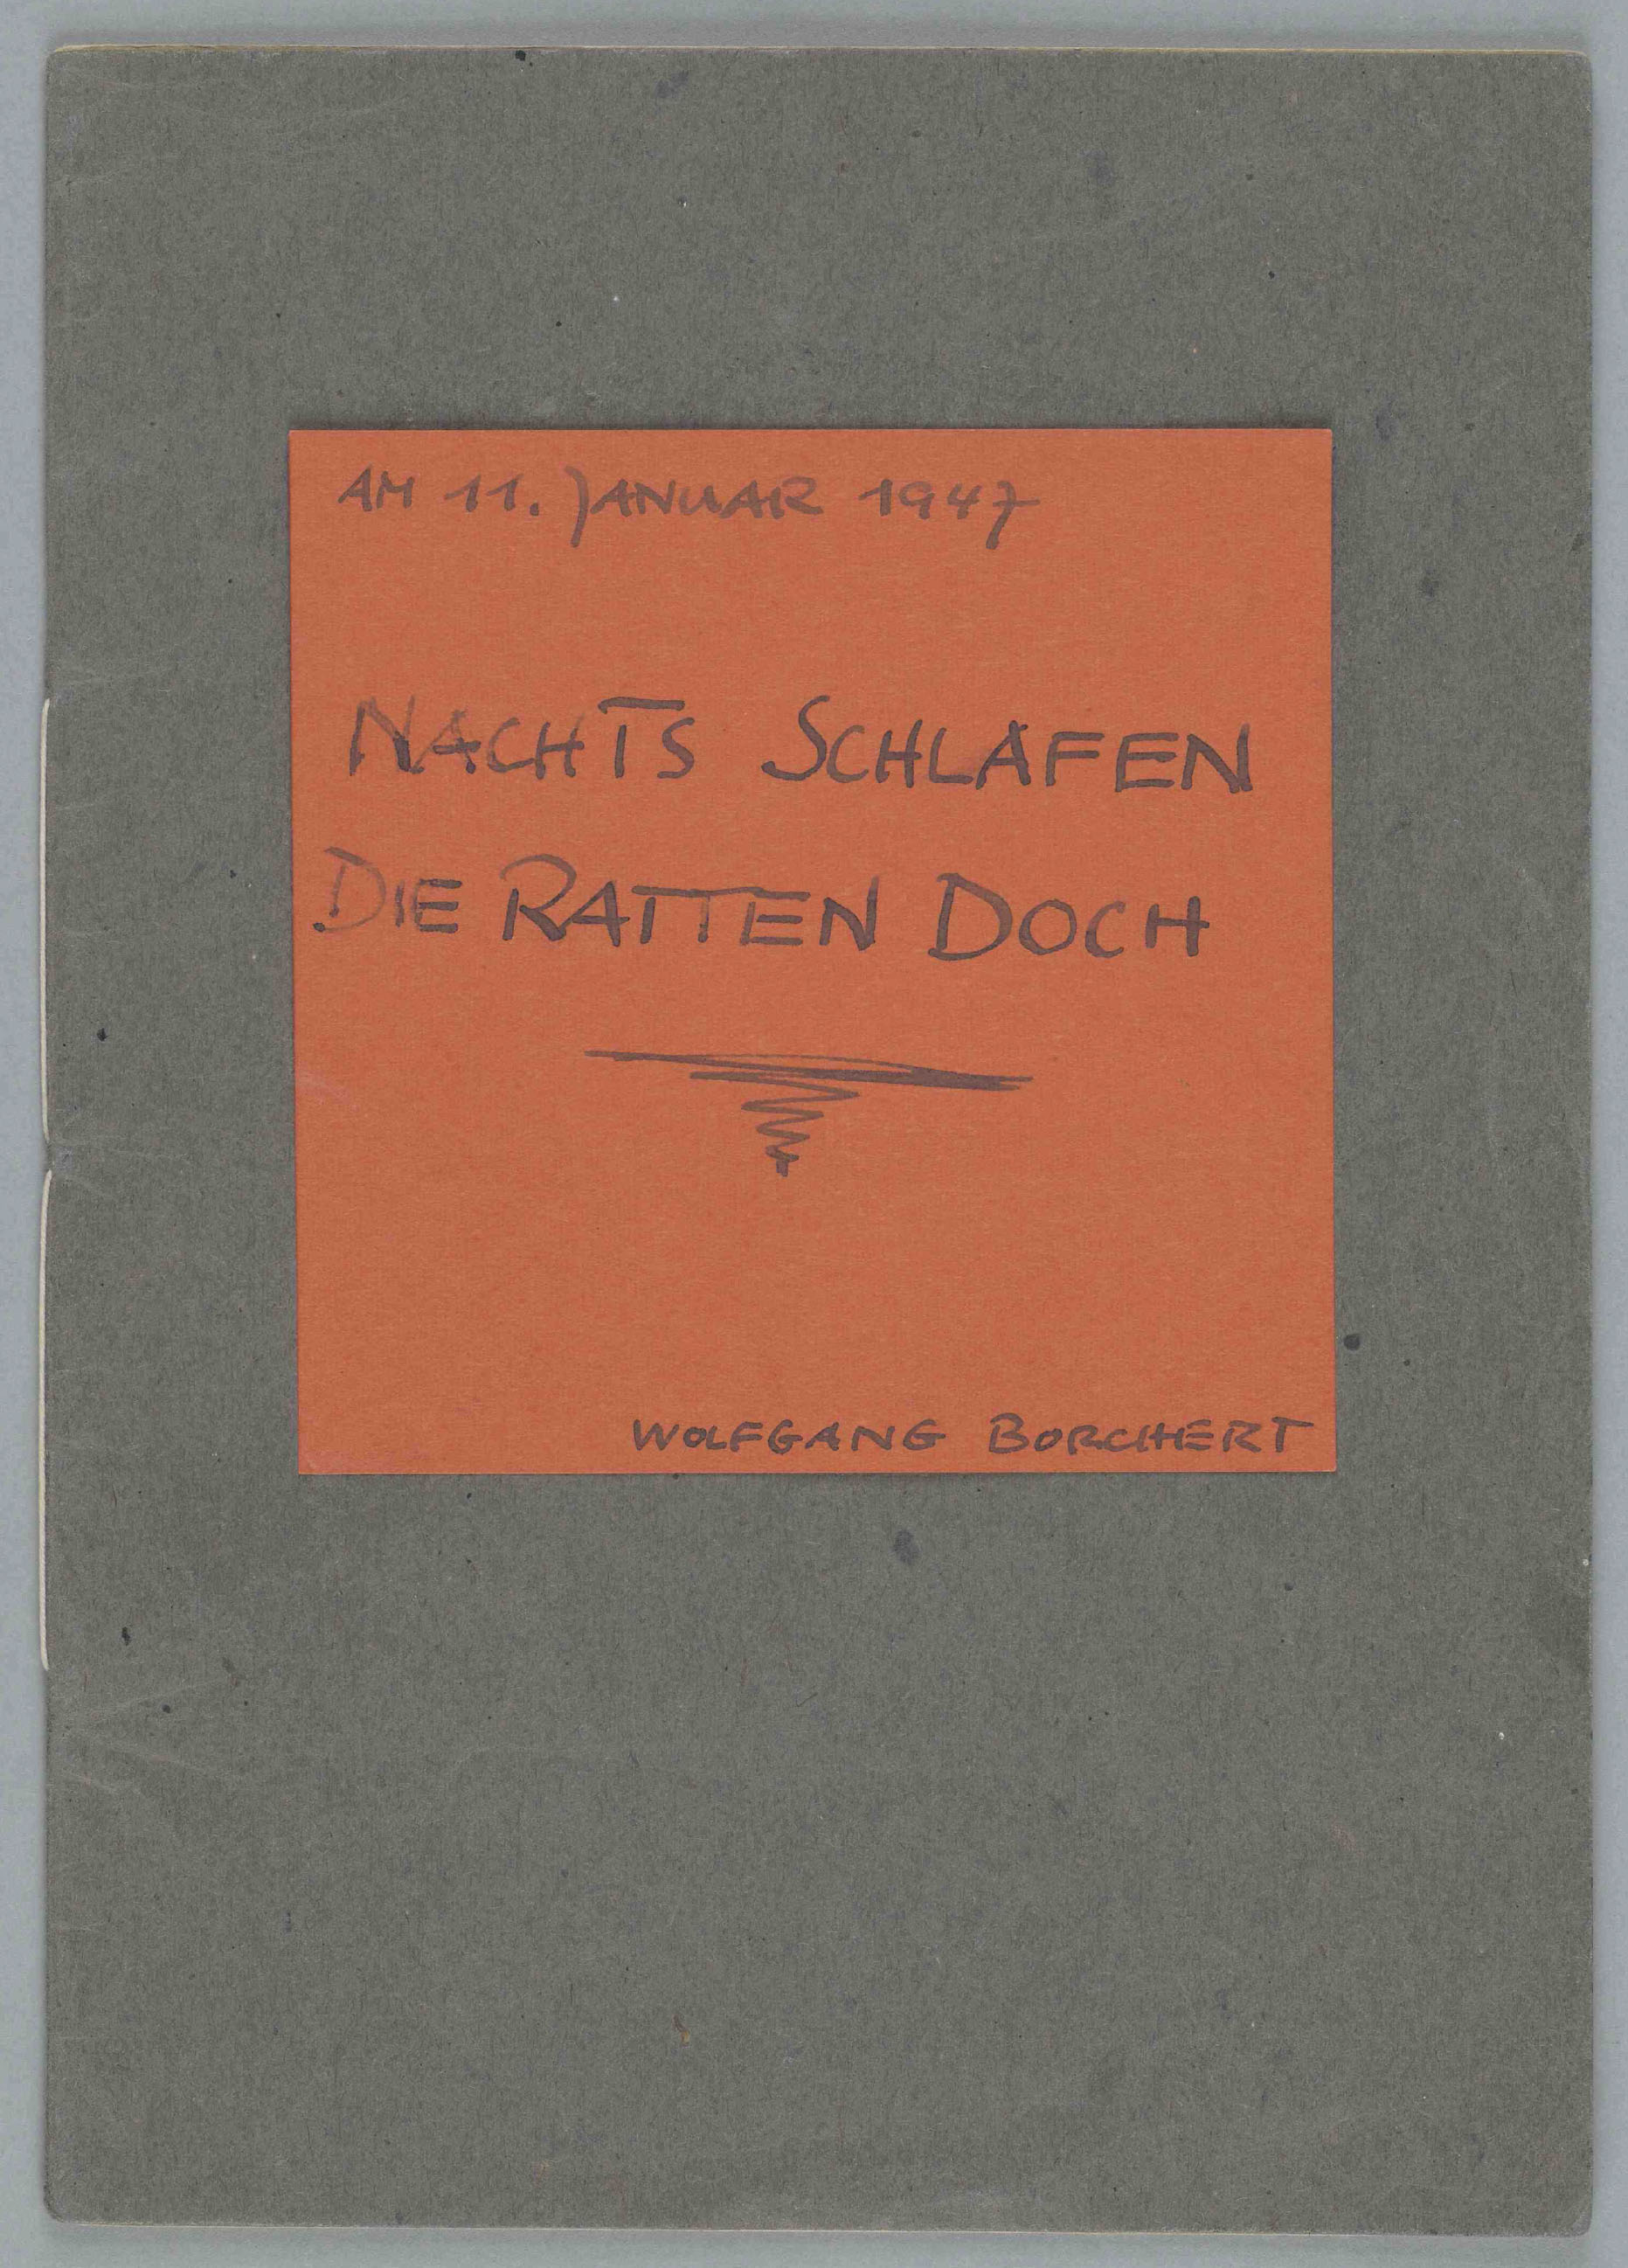 AM 11. JANUAR 1947
NACHTS SCHLAFEN
DIE RATTEN DOCH
WOLFGANG BORCHERT